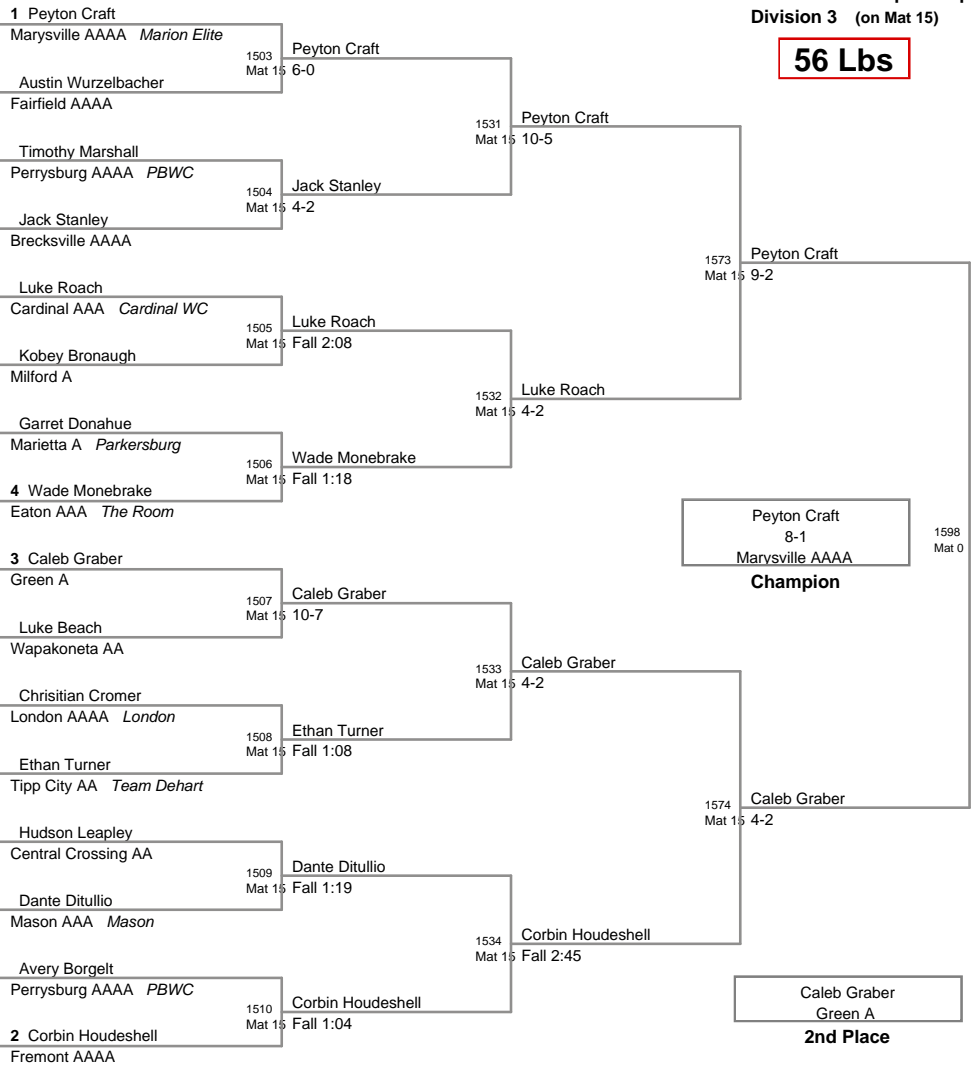 Division 3 (on Mat 15)
56 Lbs
1 Peyton Craft
Marysville AAAA Marion Elite
1503 Peyton Craft
Mat 15 6-0
Austin Wurzelbacher
Fairfield AAAA
1531 Peyton Craft
Mat 15 10-5
Timothy Marshall
Perrysburg AAAA PBWC
1504 Jack Stanley
Mat 15 4-2
Jack Stanley
Brecksville AAAA
1573 Peyton Craft
Mat 15 9-2
Luke Roach
Cardinal AAA Cardinal WC
1505 Luke Roach
Mat 15 Fall 2:08
Kobey Bronaugh
Milford A
1532 Luke Roach
Mat 15 4-2
Garret Donahue
Marietta A Parkersburg
1506 Wade Monebrake
Mat 15 Fall 1:18
4 Wade Monebrake
Eaton AAA The Room
Peyton Craft
8-1
Marysville AAAA
Champion
1598
Mat 0
3 Caleb Graber
Green A
1507 Caleb Graber
Mat 15 10-7
Luke Beach
Wapakoneta AA
1533 Caleb Graber
Mat 15 4-2
Chrisitian Cromer
London AAAA London
1508 Ethan Turner
Mat 15 Fall 1:08
Ethan Turner
Tipp City AA Team Dehart
1574 Caleb Graber
Mat 15 4-2
Hudson Leapley
Central Crossing AA
1509 Dante Ditullio
Mat 15 Fall 1:19
Dante Ditullio
Mason AAA Mason
1534 Corbin Houdeshell
Mat 15 Fall 2:45
Avery Borgelt
Perrysburg AAAA PBWC
1510 Corbin Houdeshell
Mat 15 Fall 1:04
2 Corbin Houdeshell
Fremont AAAA
Caleb Graber
Green A
2nd Place